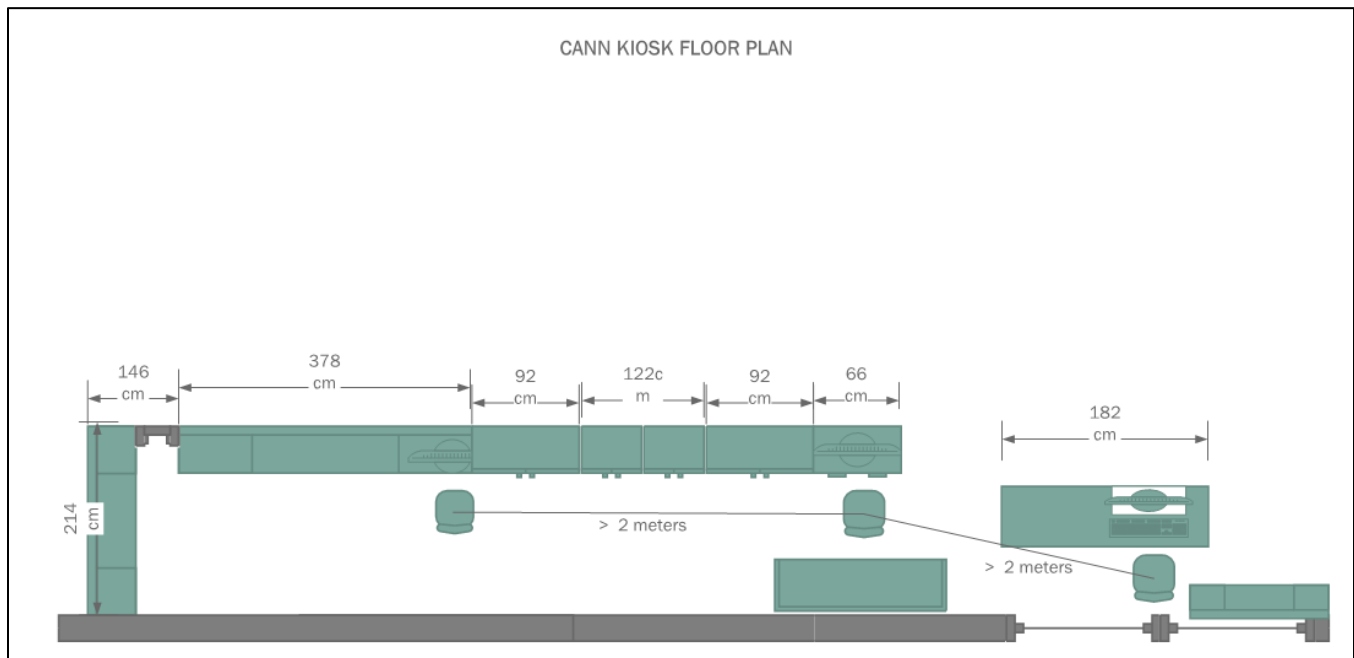 CANN KIOSK FLOOR PLAN
146
cm
378
cm
92
cm
122c
m
92
cm
66
cm
182
cm
214
cm
> 2 meters
> 2 meters